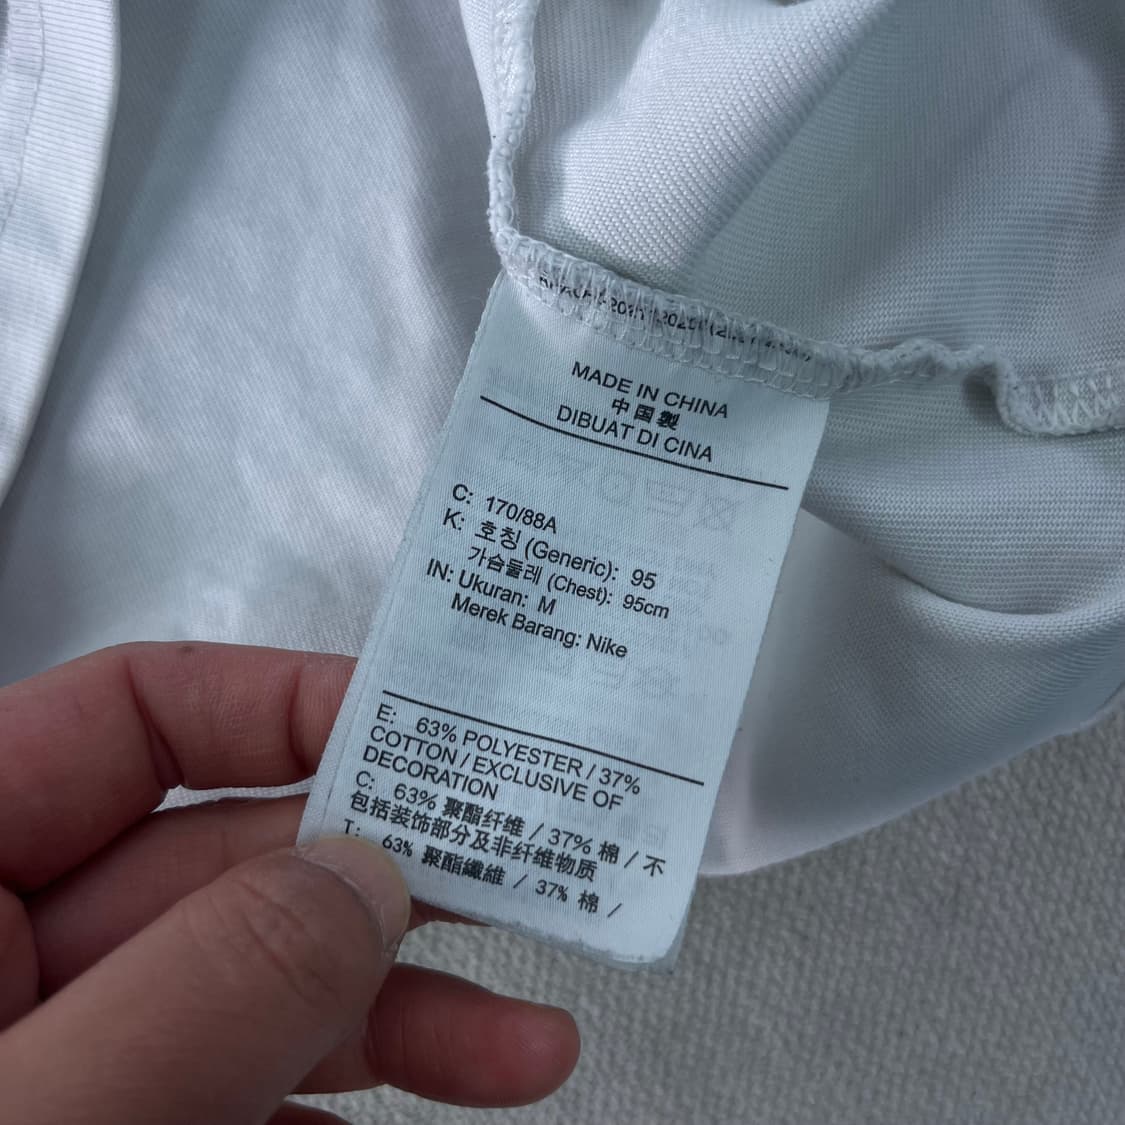 MADE IN CHINA
中国製
DIBUAT DI CINA
C: 170/88A
K: 호칭 (Generic): 95
가슴둘레 (Chest): 95cm
IN: Ukuran: M
Merek Barang: Nike
E: 63% POLYESTER / 37%
COTTON / EXCLUSIVE OF
DECORATION
C: 63% 聚酯纤维 / 37% 棉 / 不
包括装饰部分及非纤维物质
T: 63% 聚酯纖維 / 37% 棉 /